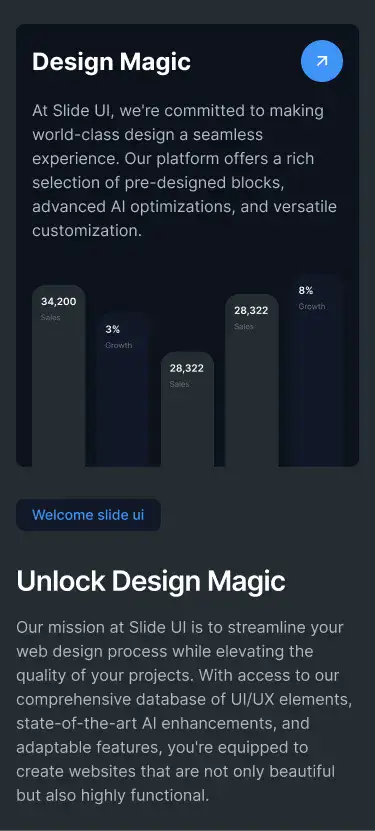 Design Magic
At Slide UI, we're committed to making
world-class design a seamless
experience. Our platform offers a rich
selection of pre-designed blocks,
advanced AI optimizations, and versatile
customization.
34,200
Sales
3%
Growth
28,322
Sales
28,322
Sales
8%
Growth
Welcome slide ui
Unlock Design Magic
Our mission at Slide UI is to streamline your
web design process while elevating the
quality of your projects. With access to our
comprehensive database of UI/UX elements,
state-of-the-art AI enhancements, and
adaptable features, you're equipped to
create websites that are not only beautiful
but also highly functional.